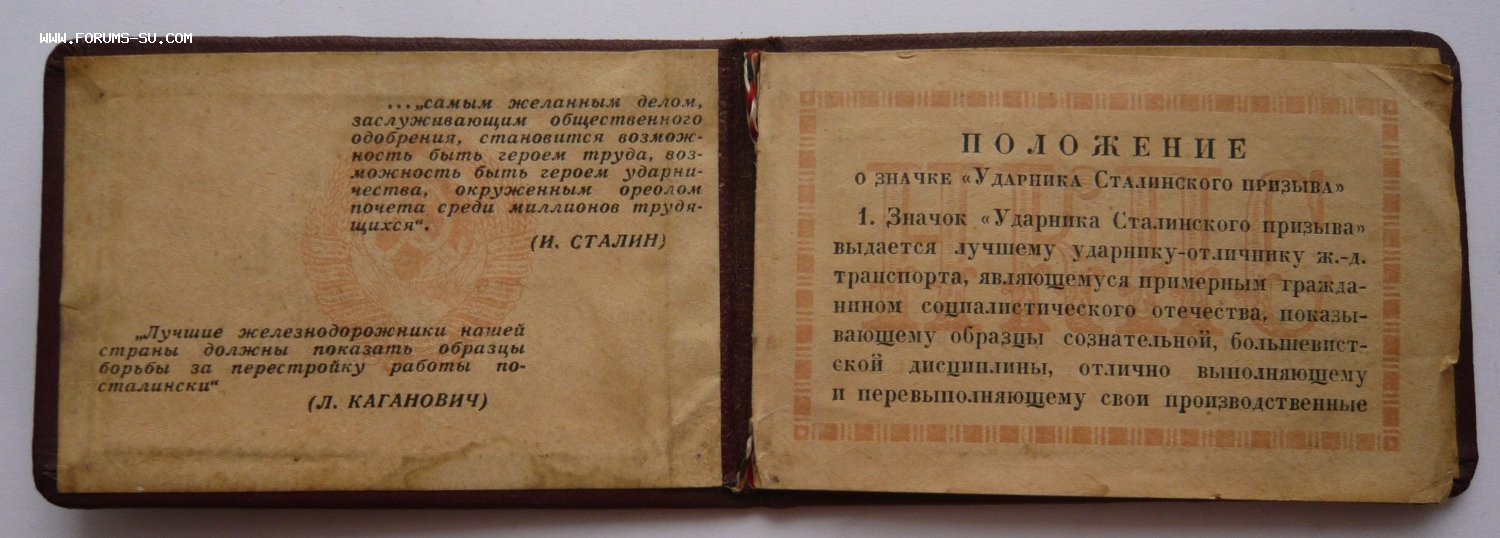 WWW.FORUMS-SU.COM
..."самым желанным делом,
заслуживающим общественного
одобрения, становится возмож-
ность быть героем труда, воз-
можность быть героем ударни-
чества, окруженным ореолом
почета среди миллионов трудя-
щихся".
(И. СТАЛИН)
"Лучшие железнодорожники нашей
страны должны показать образцы
борьбы за перестройку работы по-
сталински"
(Л. КАГАНОВИЧ)
ПОЛОЖЕНИЕ
О ЗНАЧКЕ «УДАРНИКА СТАЛИНСКОГО ПРИЗЫВА»
1. Значок «Ударника Сталинского призыва»
выдается лучшему ударнику-отличнику ж.-д.
транспорта, являющемуся примерным гражда-
нином социалистического отечества, показы-
вающему образцы сознательной, большевист-
ской дисциплины, отлично выполняющему
и перевыполняющему свои производственные